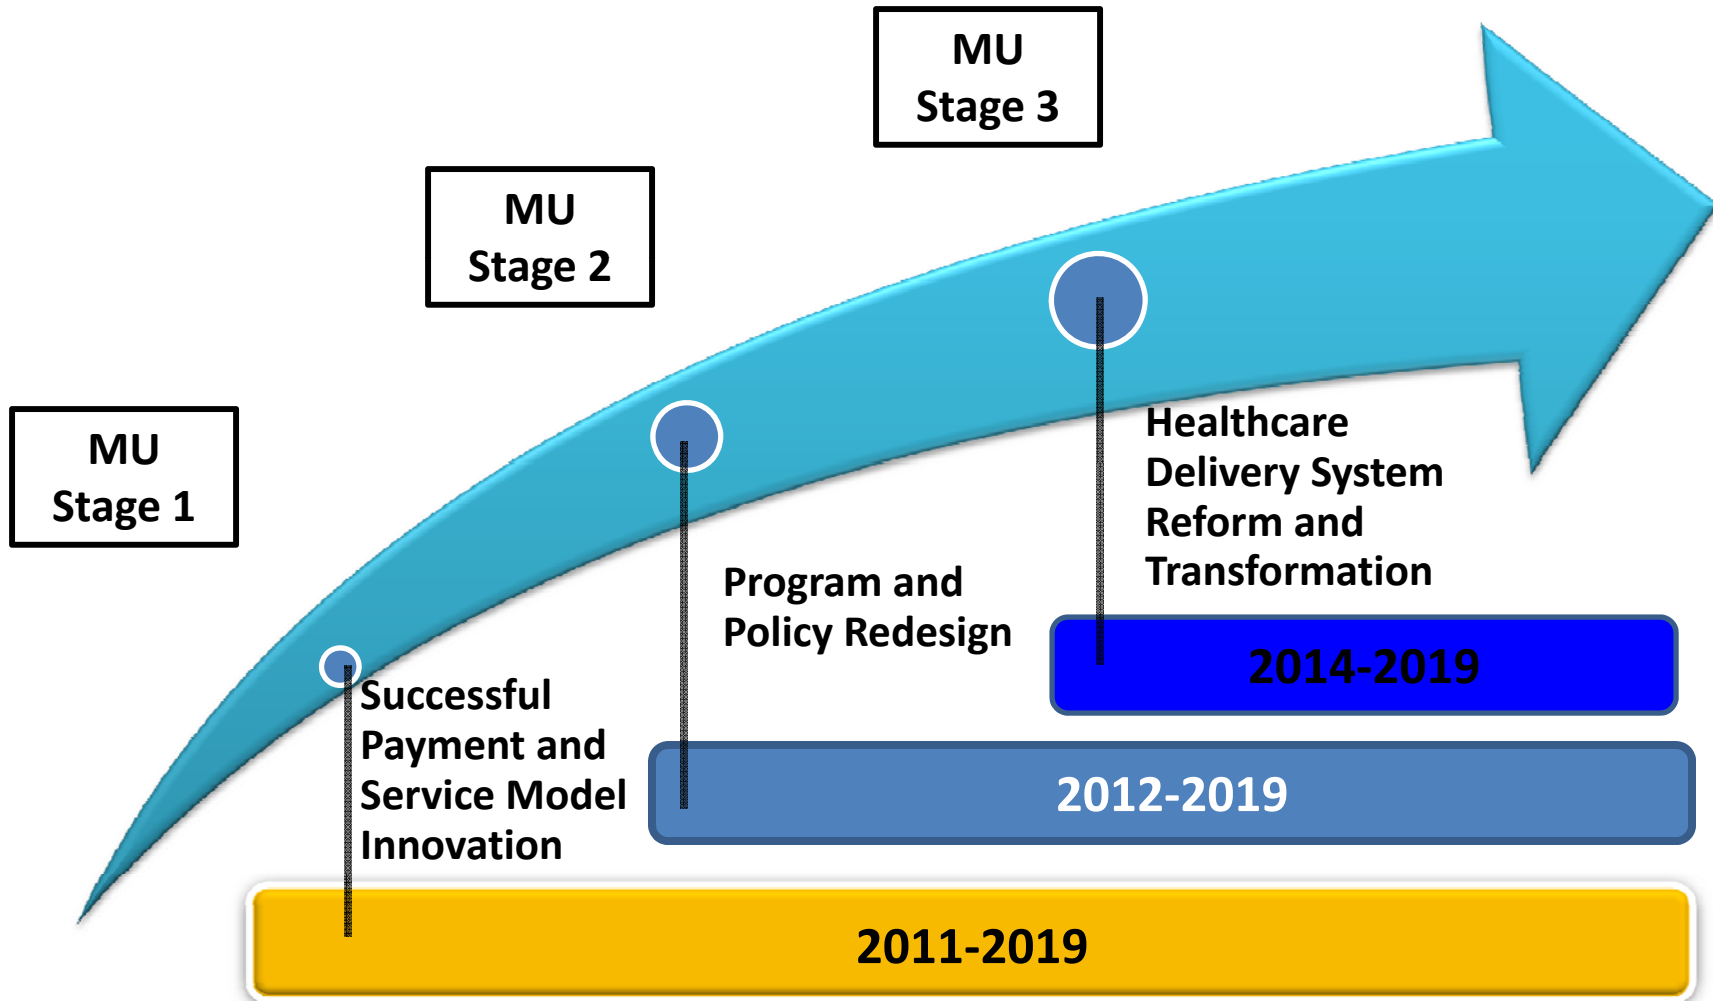 MU
Stage 3
MU
Stage 2
MU
Stage 1
Healthcare
Delivery System
Reform and
Transformation
Program and
Policy Redesign
Successful
Payment and
Service Model
Innovation
2014-2019
2012-2019
2011-2019